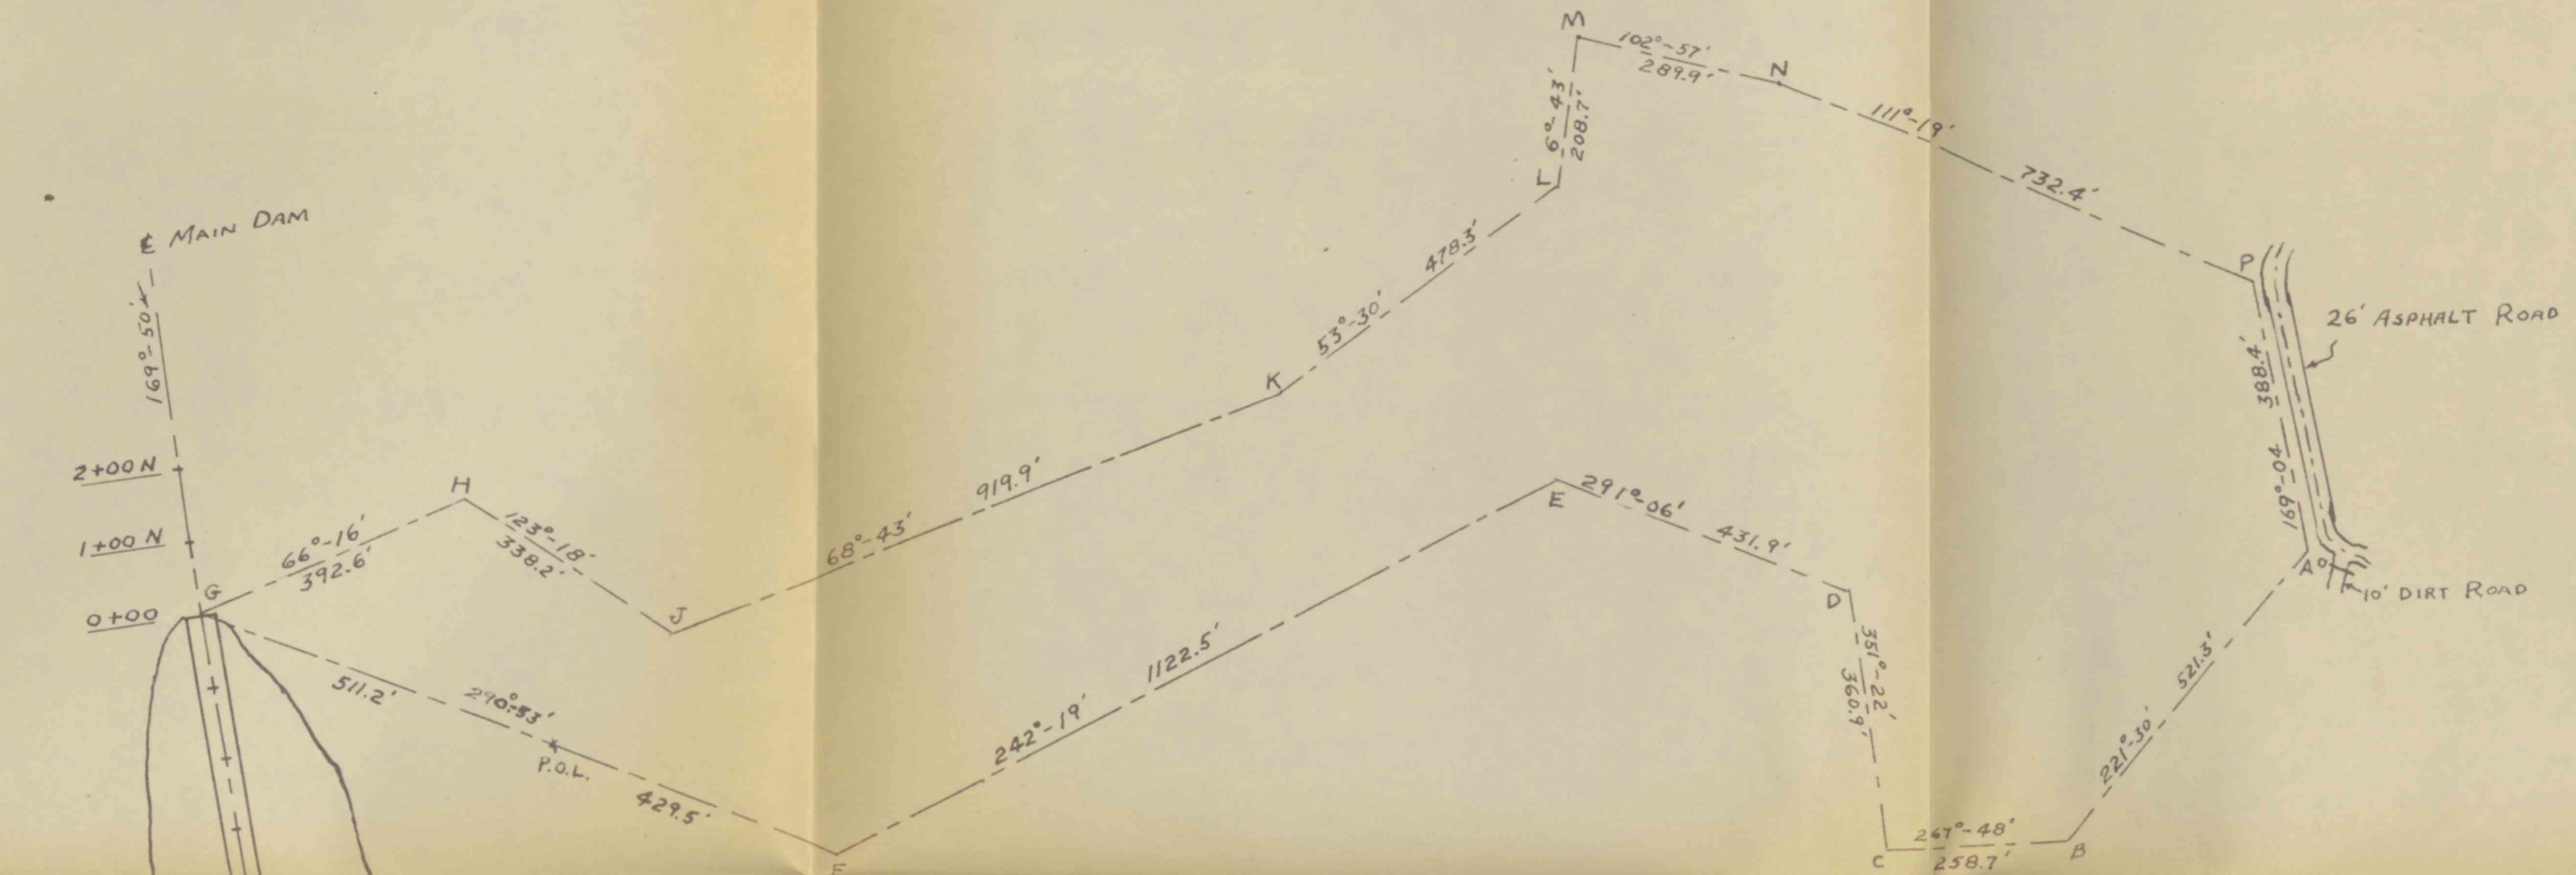 M
102°-57'
289.9'
N
6°-43'
208.7'
L
111°-19'
732.4'
P
26' ASPHALT ROAD
388.4'
169°-04
A
10' DIRT ROAD
℄ MAIN DAM
169°-50'
2+00 N
1+00 N
0+00
G
66°-16'
392.6'
H
123°-18'
338.2'
J
68°-43'
919.9'
K
53°-30'
478.3'
511.2'
290°-53'
P.O.L.
429.5'
F
242°-19'
1122.5'
E
291°-06'
431.9'
D
351°-22'
360.9'
C
267°-48'
258.7'
B
221°-30'
521.3'